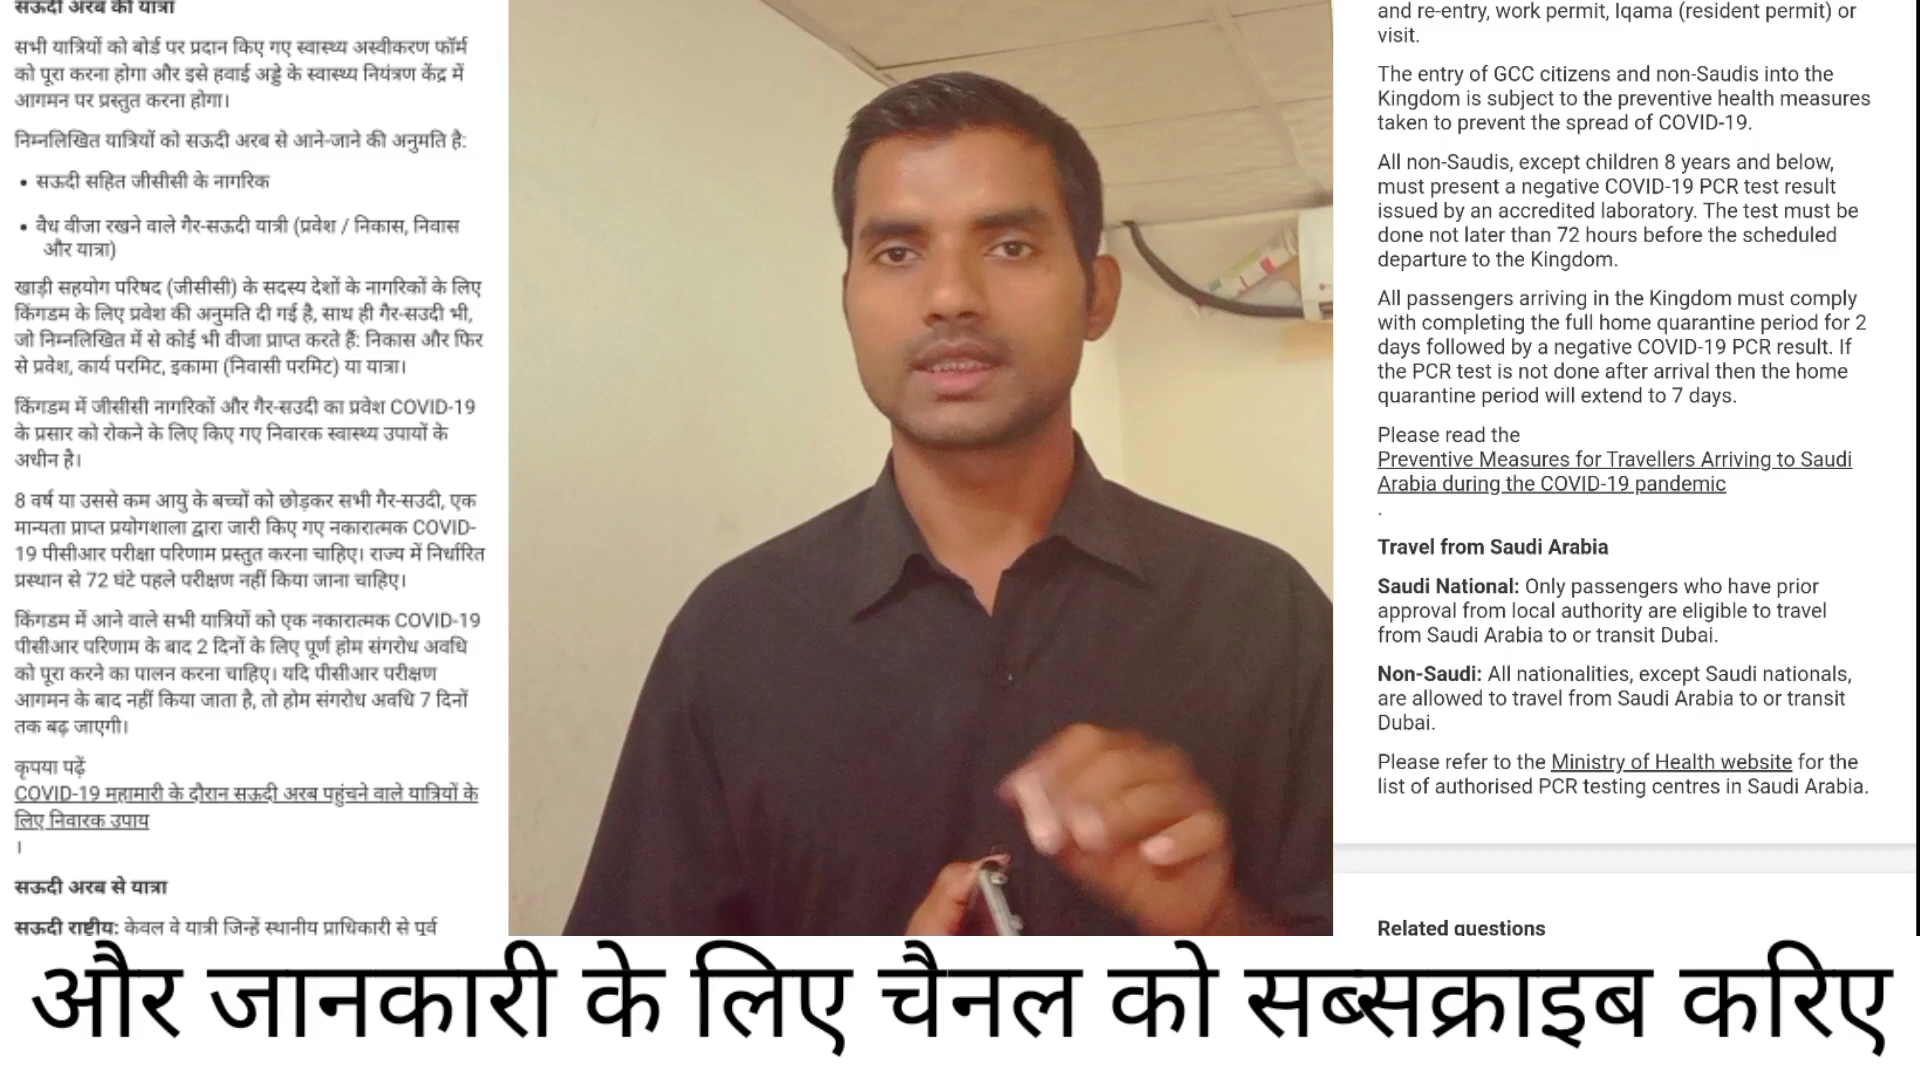 सऊदी अरब की यात्रा
सभी यात्रियों को बोर्ड पर प्रदान किए गए स्वास्थ्य अस्वीकरण फॉर्म
को पूरा करना होगा और इसे हवाई अड्डे के स्वास्थ्य नियंत्रण केंद्र में
आगमन पर प्रस्तुत करना होगा।
निम्नलिखित यात्रियों को सऊदी अरब से आने-जाने की अनुमति है:
• सऊदी सहित जीसीसी के नागरिक
• वैध वीजा रखने वाले गैर-सऊदी यात्री (प्रवेश / निकास, निवास
और यात्रा)
खाड़ी सहयोग परिषद (जीसीसी) के सदस्य देशों के नागरिकों के लिए
किंगडम के लिए प्रवेश की अनुमति दी गई है, साथ ही गैर-सउदी भी,
जो निम्नलिखित में से कोई भी वीजा प्राप्त करते हैं: निकास और फिर
से प्रवेश, कार्य परमिट, इकामा (निवासी परमिट) या यात्रा।
किंगडम में जीसीसी नागरिकों और गैर-सउदी का प्रवेश COVID-19
के प्रसार को रोकने के लिए किए गए निवारक स्वास्थ्य उपायों के
अधीन है।
8 वर्ष या उससे कम आयु के बच्चों को छोड़कर सभी गैर-सउदी, एक
मान्यता प्राप्त प्रयोगशाला द्वारा जारी किए गए नकारात्मक COVID-
19 पीसीआर परीक्षा परिणाम प्रस्तुत करना चाहिए। राज्य में निर्धारित
प्रस्थान से 72 घंटे पहले परीक्षण नहीं किया जाना चाहिए।
किंगडम में आने वाले सभी यात्रियों को एक नकारात्मक COVID-19
पीसीआर परिणाम के बाद 2 दिनों के लिए पूर्ण होम संगरोध अवधि
को पूरा करने का पालन करना चाहिए। यदि पीसीआर परीक्षण
आगमन के बाद नहीं किया जाता है, तो होम संगरोध अवधि 7 दिनों
तक बढ़ जाएगी।
कृपया पढ़ें
COVID-19 महामारी के दौरान सऊदी अरब पहुंचने वाले यात्रियों के
लिए निवारक उपाय
।
सऊदी अरब से यात्रा
सऊदी राष्ट्रीय: केवल वे यात्री जिन्हें स्थानीय प्राधिकारी से पूर्व
and re-entry, work permit, Iqama (resident permit) or
visit.
The entry of GCC citizens and non-Saudis into the
Kingdom is subject to the preventive health measures
taken to prevent the spread of COVID-19.
All non-Saudis, except children 8 years and below,
must present a negative COVID-19 PCR test result
issued by an accredited laboratory. The test must be
done not later than 72 hours before the scheduled
departure to the Kingdom.
All passengers arriving in the Kingdom must comply
with completing the full home quarantine period for 2
days followed by a negative COVID-19 PCR result. If
the PCR test is not done after arrival then the home
quarantine period will extend to 7 days.
Please read the
Preventive Measures for Travellers Arriving to Saudi
Arabia during the COVID-19 pandemic
.
Travel from Saudi Arabia
Saudi National: Only passengers who have prior
approval from local authority are eligible to travel
from Saudi Arabia to or transit Dubai.
Non-Saudi: All nationalities, except Saudi nationals,
are allowed to travel from Saudi Arabia to or transit
Dubai.
Please refer to the Ministry of Health website for the
list of authorised PCR testing centres in Saudi Arabia.
Related questions
और जानकारी के लिए चैनल को सब्सक्राइब करिए